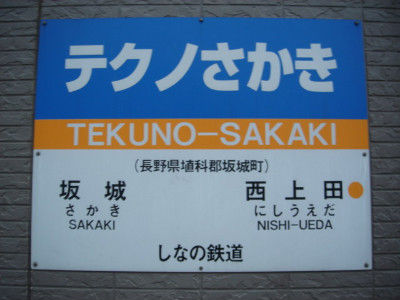 テクノさかき
TEKUNO-SAKAKI
(長野県埴科郡坂城町)
坂城 西上田
さかき にしうえだ
SAKAKI NISHI-UEDA
しなの鉄道